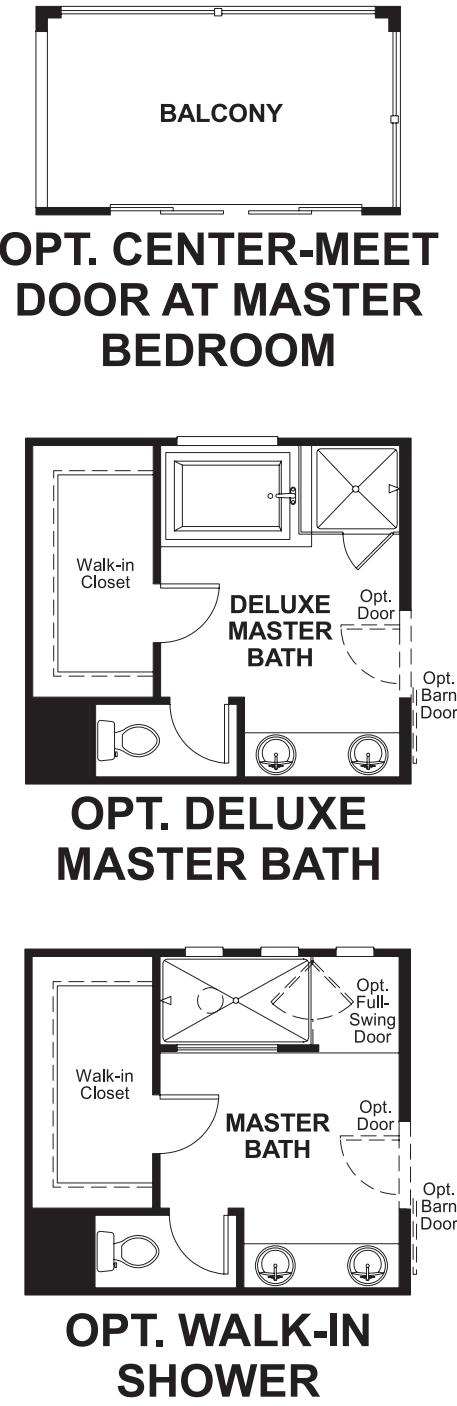 BALCONY
OPT. CENTER-MEET
DOOR AT MASTER
BEDROOM
Walk-in
Closet
DELUXE
MASTER
BATH
Opt.
Door
Opt.
Barn
Door
OPT. DELUXE
MASTER BATH
Opt.
Full-
Swing
Door
Walk-in
Closet
MASTER
BATH
Opt.
Door
Opt.
Barn
Door
OPT. WALK-IN
SHOWER